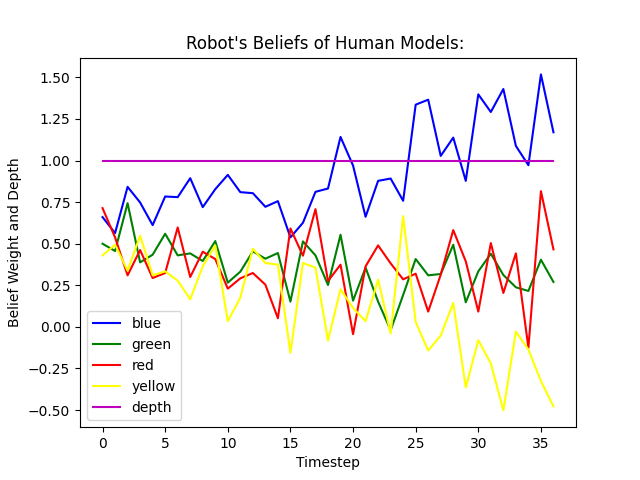 Robot's Beliefs of Human Models:
Belief Weight and Depth
1.50
1.25
1.00
0.75
0.50
0.25
0.00
−0.25
−0.50
blue
green
red
yellow
depth
0 5 10 15 20 25 30 35
Timestep